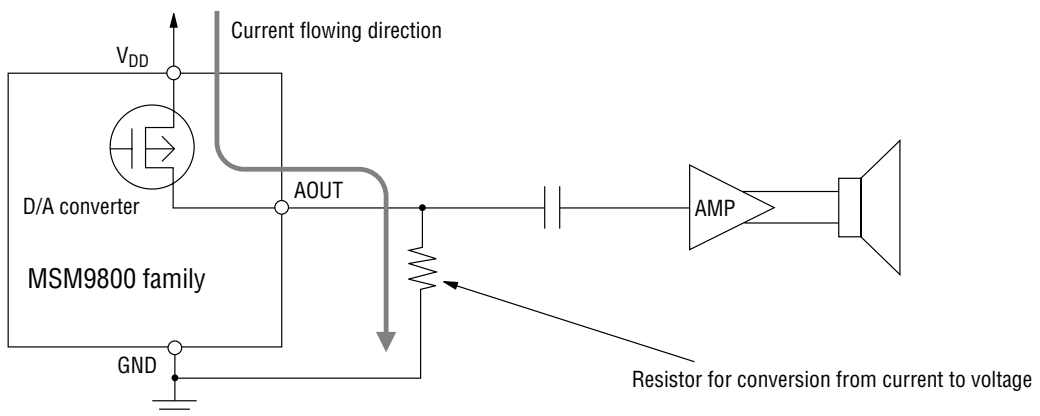 Current flowing direction
VDD
AOUT
D/A converter
AMP
MSM9800 family
GND
Resistor for conversion from current to voltage